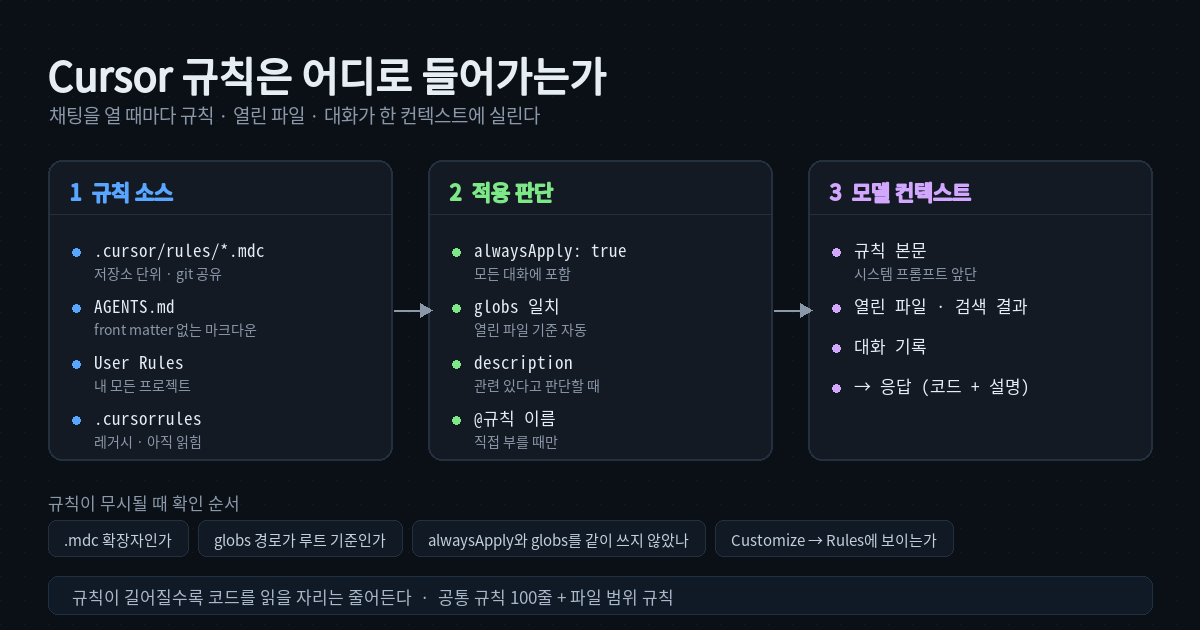 Cursor 규칙은 어디로 들어가는가
채팅을 열 때마다 규칙 · 열린 파일 · 대화가 한 컨텍스트에 실린다
1 규칙 소스
.cursor/rules/*.mdc
저장소 단위 · git 공유
AGENTS.md
front matter 없는 마크다운
User Rules
내 모든 프로젝트
.cursorrules
레거시 · 아직 읽힘
2 적용 판단
alwaysApply: true
모든 대화에 포함
globs 일치
열린 파일 기준 자동
description
관련 있다고 판단할 때
@규칙 이름
직접 부를 때만
3 모델 컨텍스트
규칙 본문
시스템 프롬프트 앞단
열린 파일 · 검색 결과
대화 기록
→ 응답 (코드 + 설명)
규칙이 무시될 때 확인 순서
.mdc 확장자인가
globs 경로가 루트 기준인가
alwaysApply와 globs를 같이 쓰지 않았나
Customize → Rules에 보이는가
규칙이 길어질수록 코드를 읽을 자리는 줄어든다 · 공통 규칙 100줄 + 파일 범위 규칙